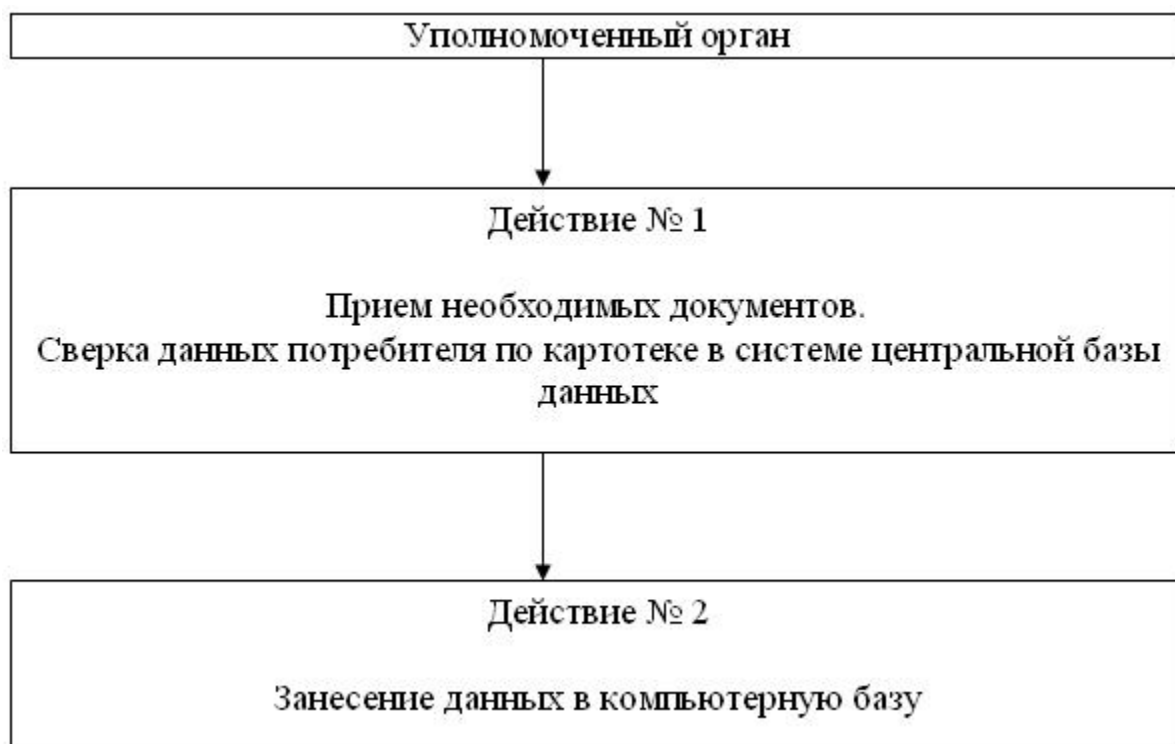 Уполномоченный орган
Действие № 1
Прием необходимых документов.
Сверка данных потребителя по картотеке в системе центральной базы
данных
Действие № 2
Занесение данных в компьютерную базу